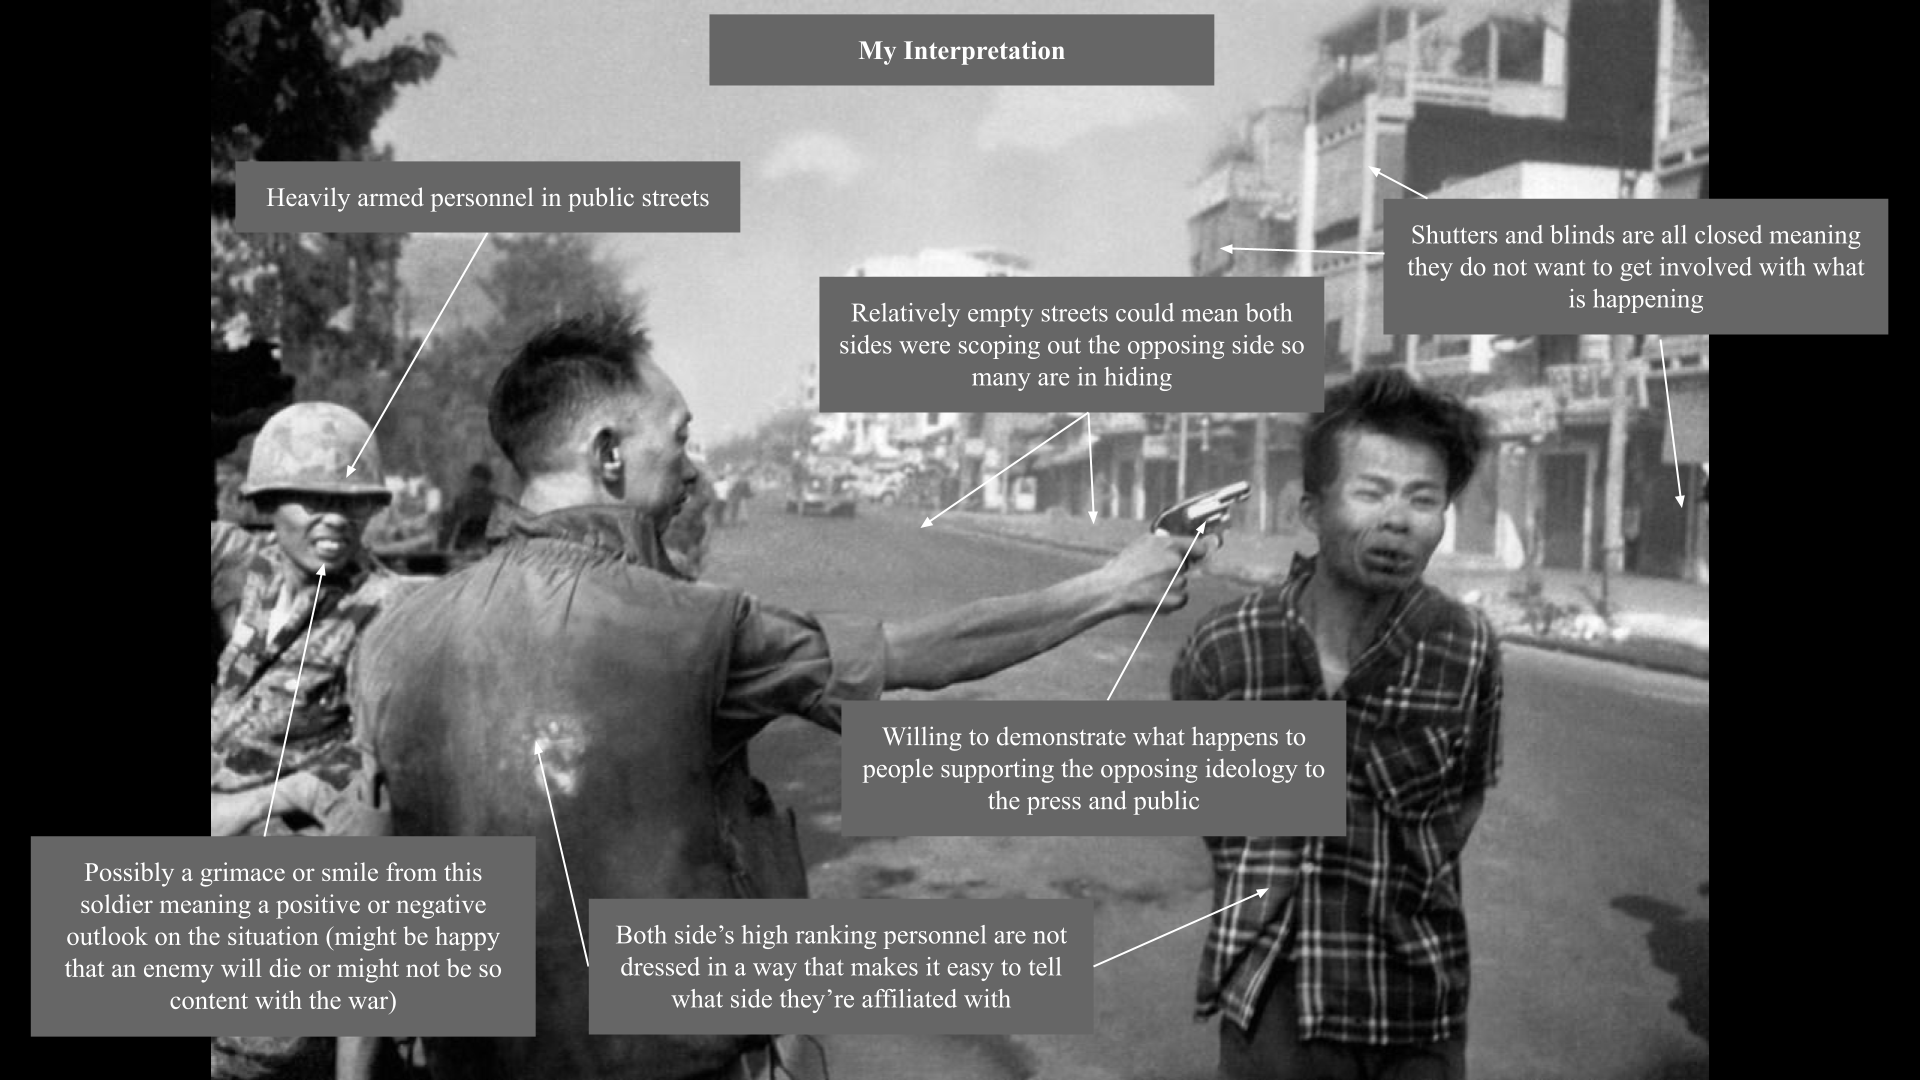 My Interpretation
Heavily armed personnel in public streets
Shutters and blinds are all closed meaning
they do not want to get involved with what
is happening
Relatively empty streets could mean both
sides were scoping out the opposing side so
many are in hiding
Willing to demonstrate what happens to
people supporting the opposing ideology to
the press and public
Possibly a grimace or smile from this
soldier meaning a positive or negative
outlook on the situation (might be happy
that an enemy will die or might not be so
content with the war)
Both side’s high ranking personnel are not
dressed in a way that makes it easy to tell
what side they’re affiliated with